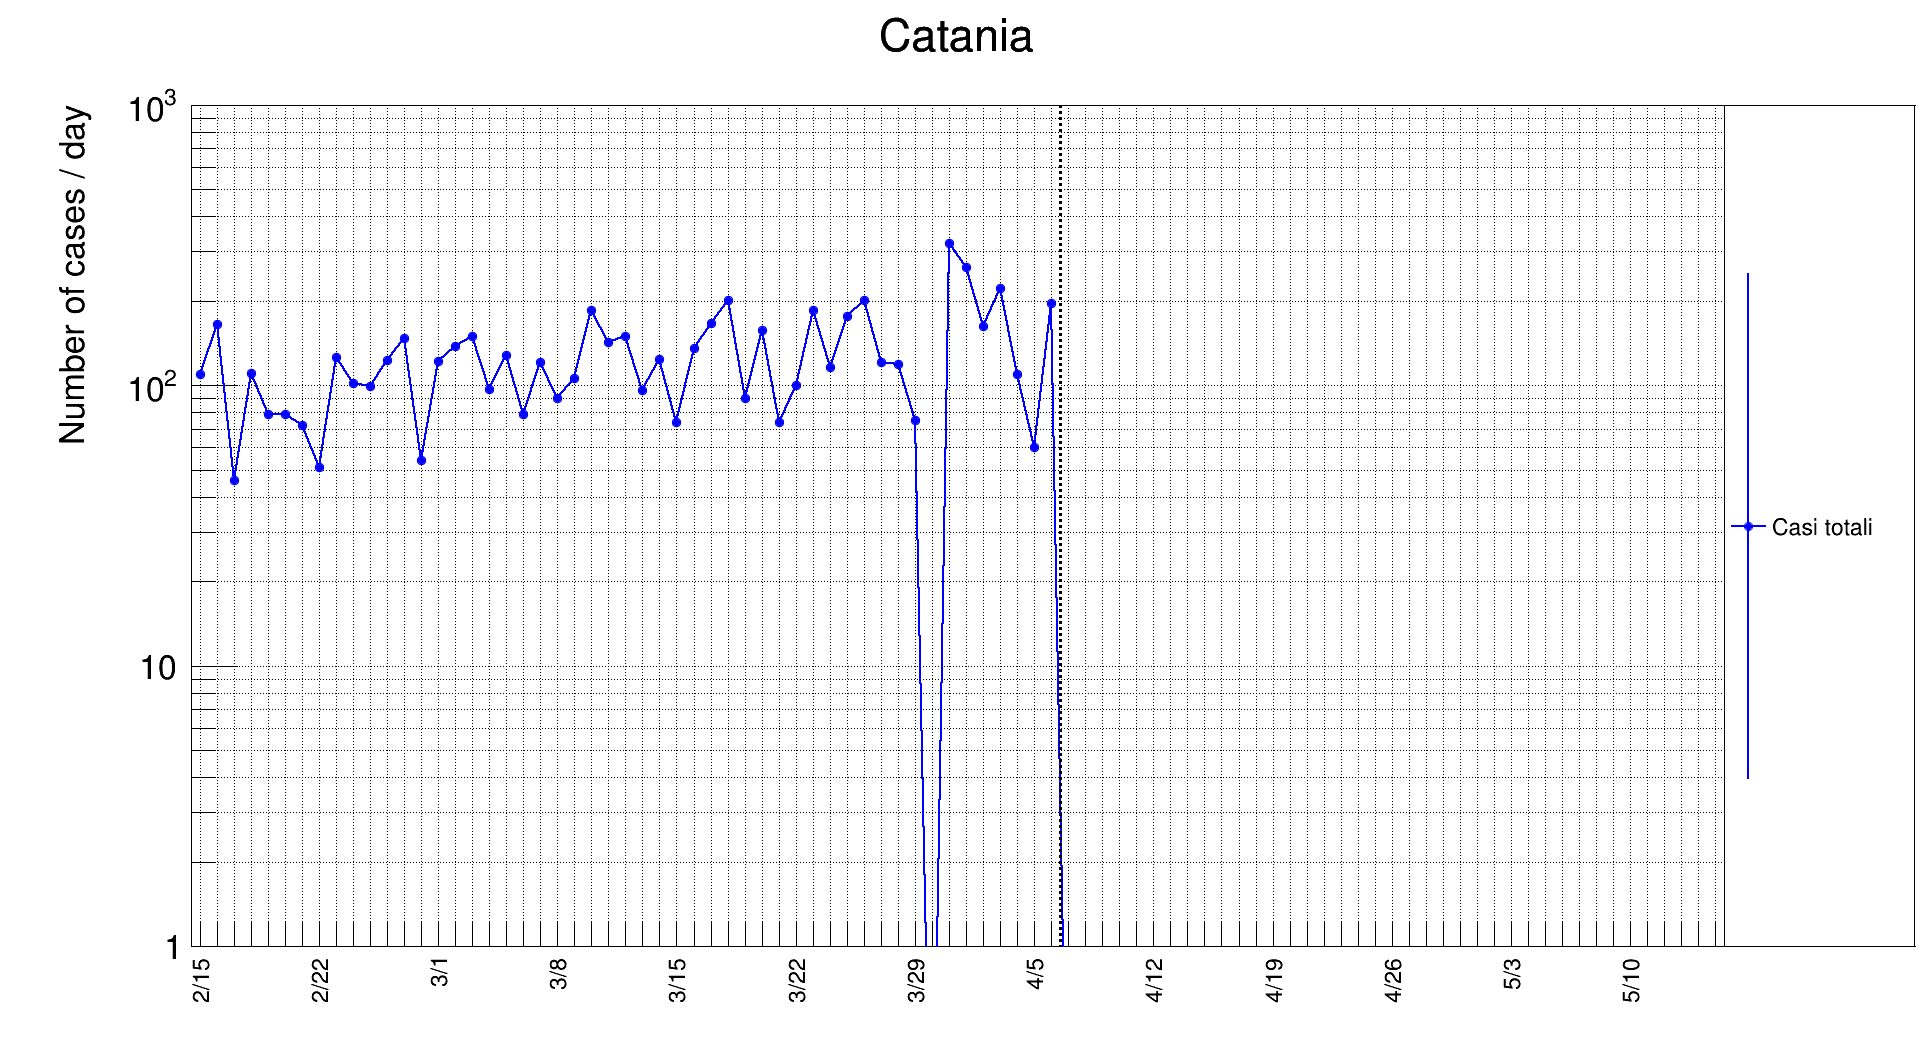 Catania
Number of cases / day
10³
10²
10
1
2/15 2/22 3/1 3/8 3/15 3/22 3/29 4/5 4/12 4/19 4/26 5/3 5/10
Casi totali